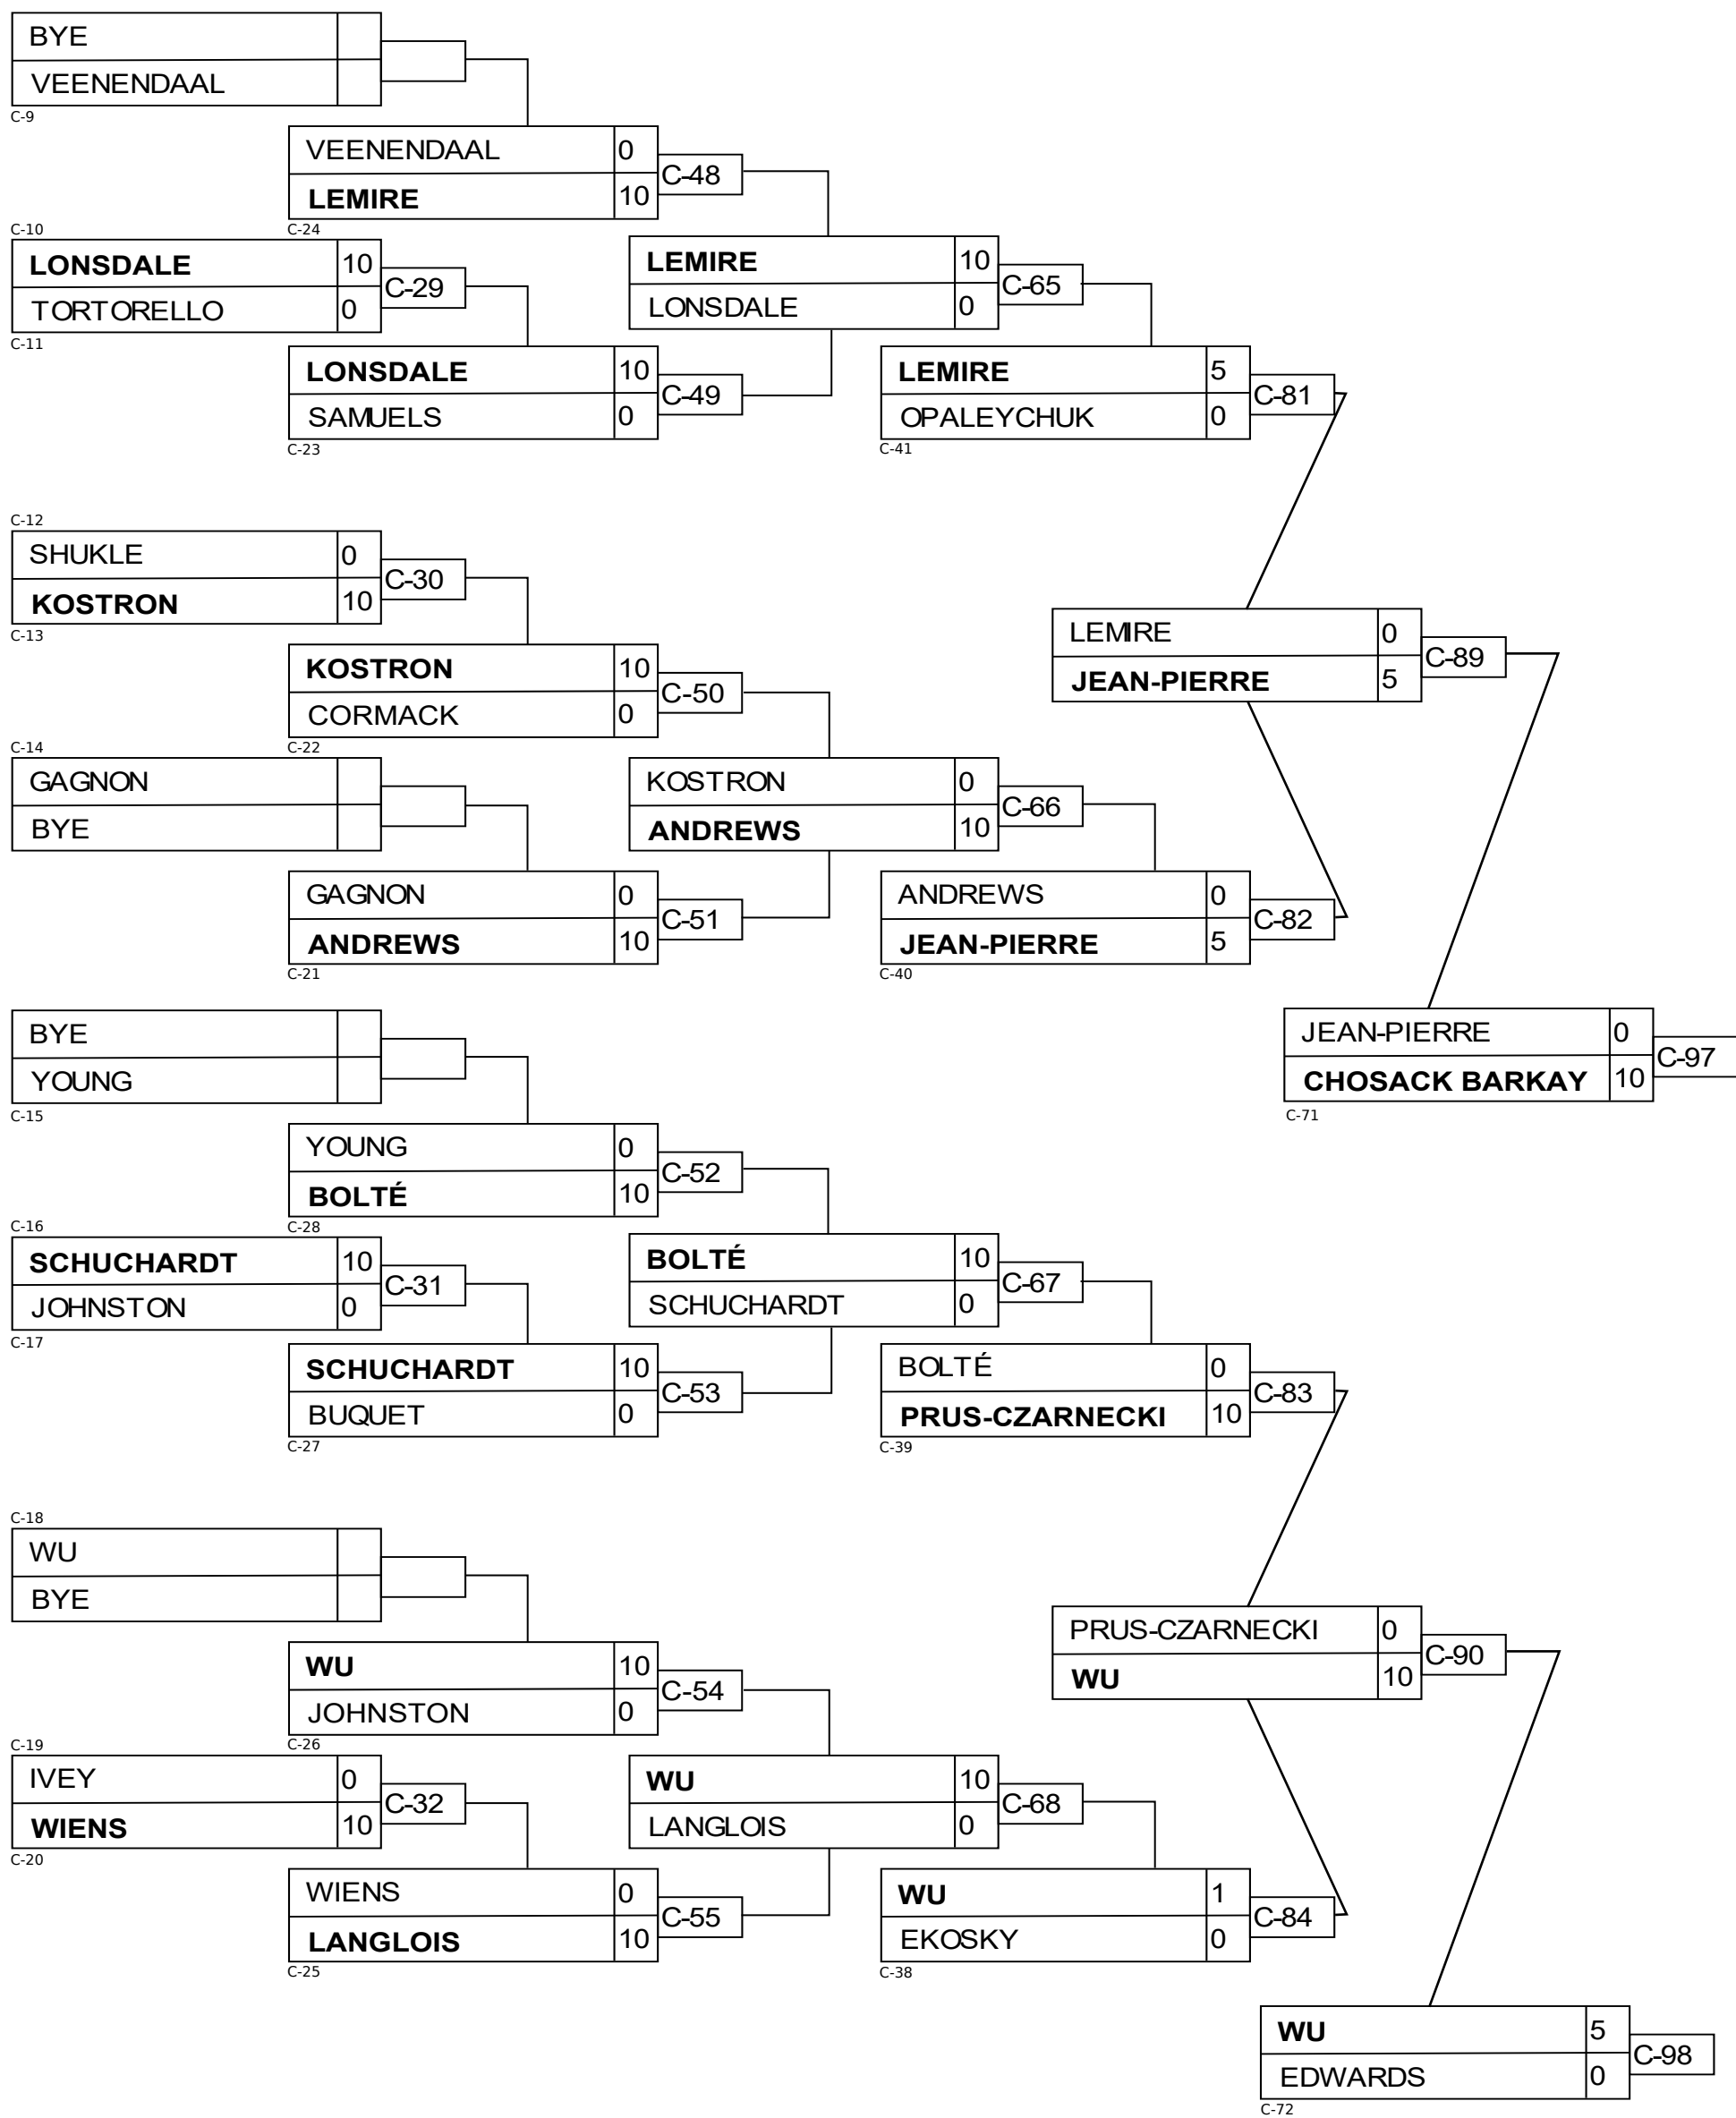 BYE
VEENENDAAL
C-9
VEENENDAAL 0
C-48
LEMIRE 10
C-10
C-24
LONSDALE 10
C-29
TORTORELLO 0
C-11
LEMIRE 10
C-65
LONSDALE 0
LONSDALE 10
C-49
SAMUELS 0
C-23
LEMIRE 5
C-81
OPALEYCHUK 0
C-41
C-12
SHUKLE 0
C-30
KOSTRON 10
C-13
LEMIRE 0
C-89
JEAN-PIERRE 5
KOSTRON 10
C-50
CORMACK 0
C-14
C-22
GAGNON
BYE
KOSTRON 0
C-66
ANDREWS 10
GAGNON 0
C-51
ANDREWS 10
C-21
ANDREWS 0
C-82
JEAN-PIERRE 5
C-40
BYE
YOUNG
C-15
JEAN-PIERRE 0
C-97
CHOSACK BARKAY 10
C-71
YOUNG 0
C-52
BOLTÉ 10
C-16
C-28
SCHUCHARDT 10
C-31
JOHNSTON 0
C-17
BOLTÉ 10
C-67
SCHUCHARDT 0
SCHUCHARDT 10
C-53
BUQUET 0
C-27
BOLTÉ 0
C-83
PRUS-CZARNECKI 10
C-39
C-18
WU
BYE
PRUS-CZARNECKI 0
C-90
WU 10
WU 10
C-54
JOHNSTON 0
C-19
C-26
IVEY 0
C-32
WIENS 10
C-20
WU 10
C-68
LANGLOIS 0
WIENS 0
C-55
LANGLOIS 10
C-25
WU 1
C-84
EKOSKY 0
C-38
WU 5
C-98
EDWARDS 0
C-72